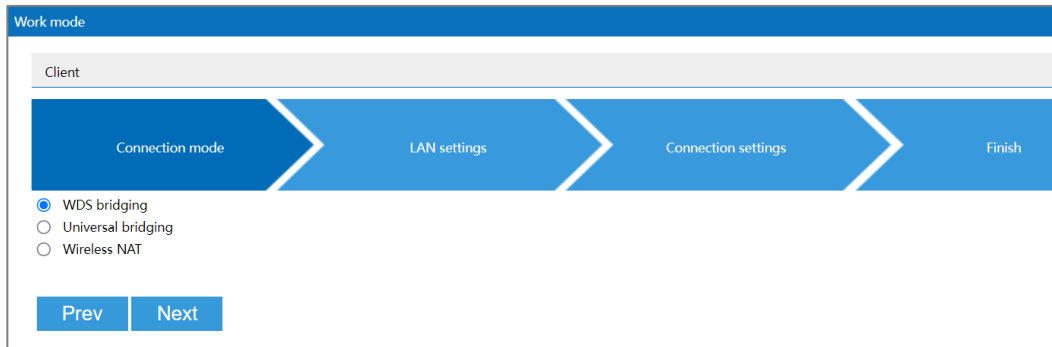 Work mode
Client
Connection mode
LAN settings
Connection settings
Finish
WDS bridging
Universal bridging
Wireless NAT
Prev
Next